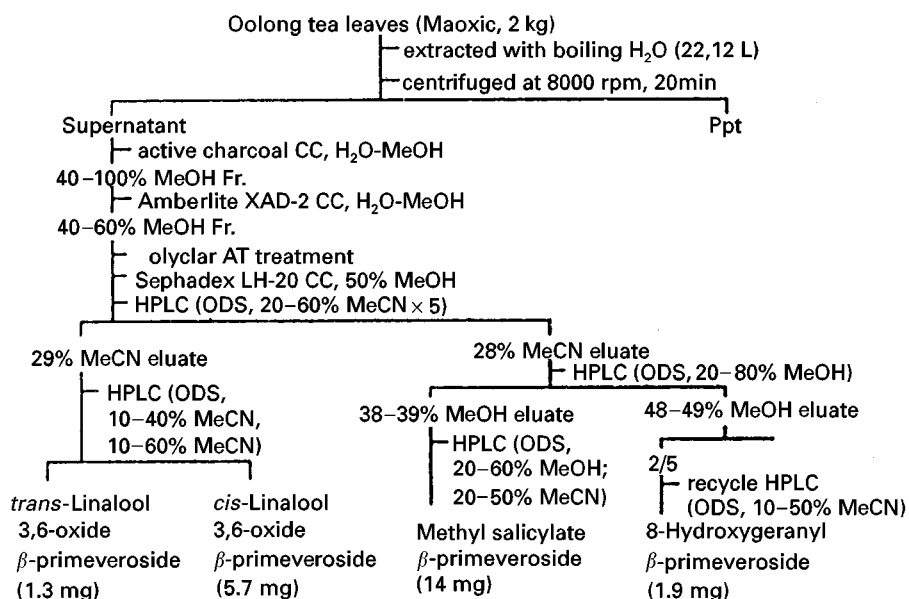 Oolong tea leaves (Maoxic, 2 kg)
extracted with boiling H₂O (22,12 L)
centrifuged at 8000 rpm, 20min
Supernatant
Ppt
active charcoal CC, H₂O-MeOH
40–100% MeOH Fr.
Amberlite XAD-2 CC, H₂O-MeOH
40–60% MeOH Fr.
olyclar AT treatment
Sephadex LH-20 CC, 50% MeOH
HPLC (ODS, 20–60% MeCN × 5)
29% MeCN eluate
HPLC (ODS,
10–40% MeCN,
10–60% MeCN)
trans-Linalool
3,6-oxide
β-primeveroside
(1.3 mg)
cis-Linalool
3,6-oxide
β-primeveroside
(5.7 mg)
28% MeCN eluate
HPLC (ODS, 20–80% MeOH)
38–39% MeOH eluate
HPLC (ODS,
20–60% MeOH;
20–50% MeCN)
Methyl salicylate
β-primeveroside
(14 mg)
48–49% MeOH eluate
2/5
recycle HPLC
(ODS, 10–50% MeCN)
8-Hydroxygeranyl
β-primeveroside
(1.9 mg)